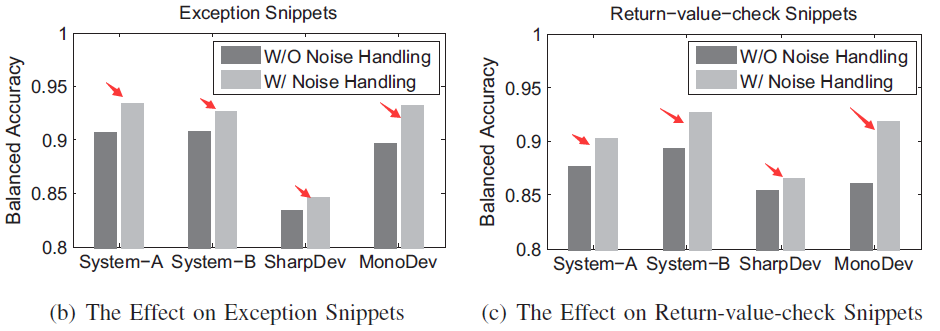 Exception Snippets
Balanced Accuracy
1
0.95
0.9
0.85
0.8
W/O Noise Handling
W/ Noise Handling
System-A System-B SharpDev MonoDev
(b) The Effect on Exception Snippets
Return-value-check Snippets
Balanced Accuracy
1
0.95
0.9
0.85
0.8
W/O Noise Handling
W/ Noise Handling
System-A System-B SharpDev MonoDev
(c) The Effect on Return-value-check Snippets